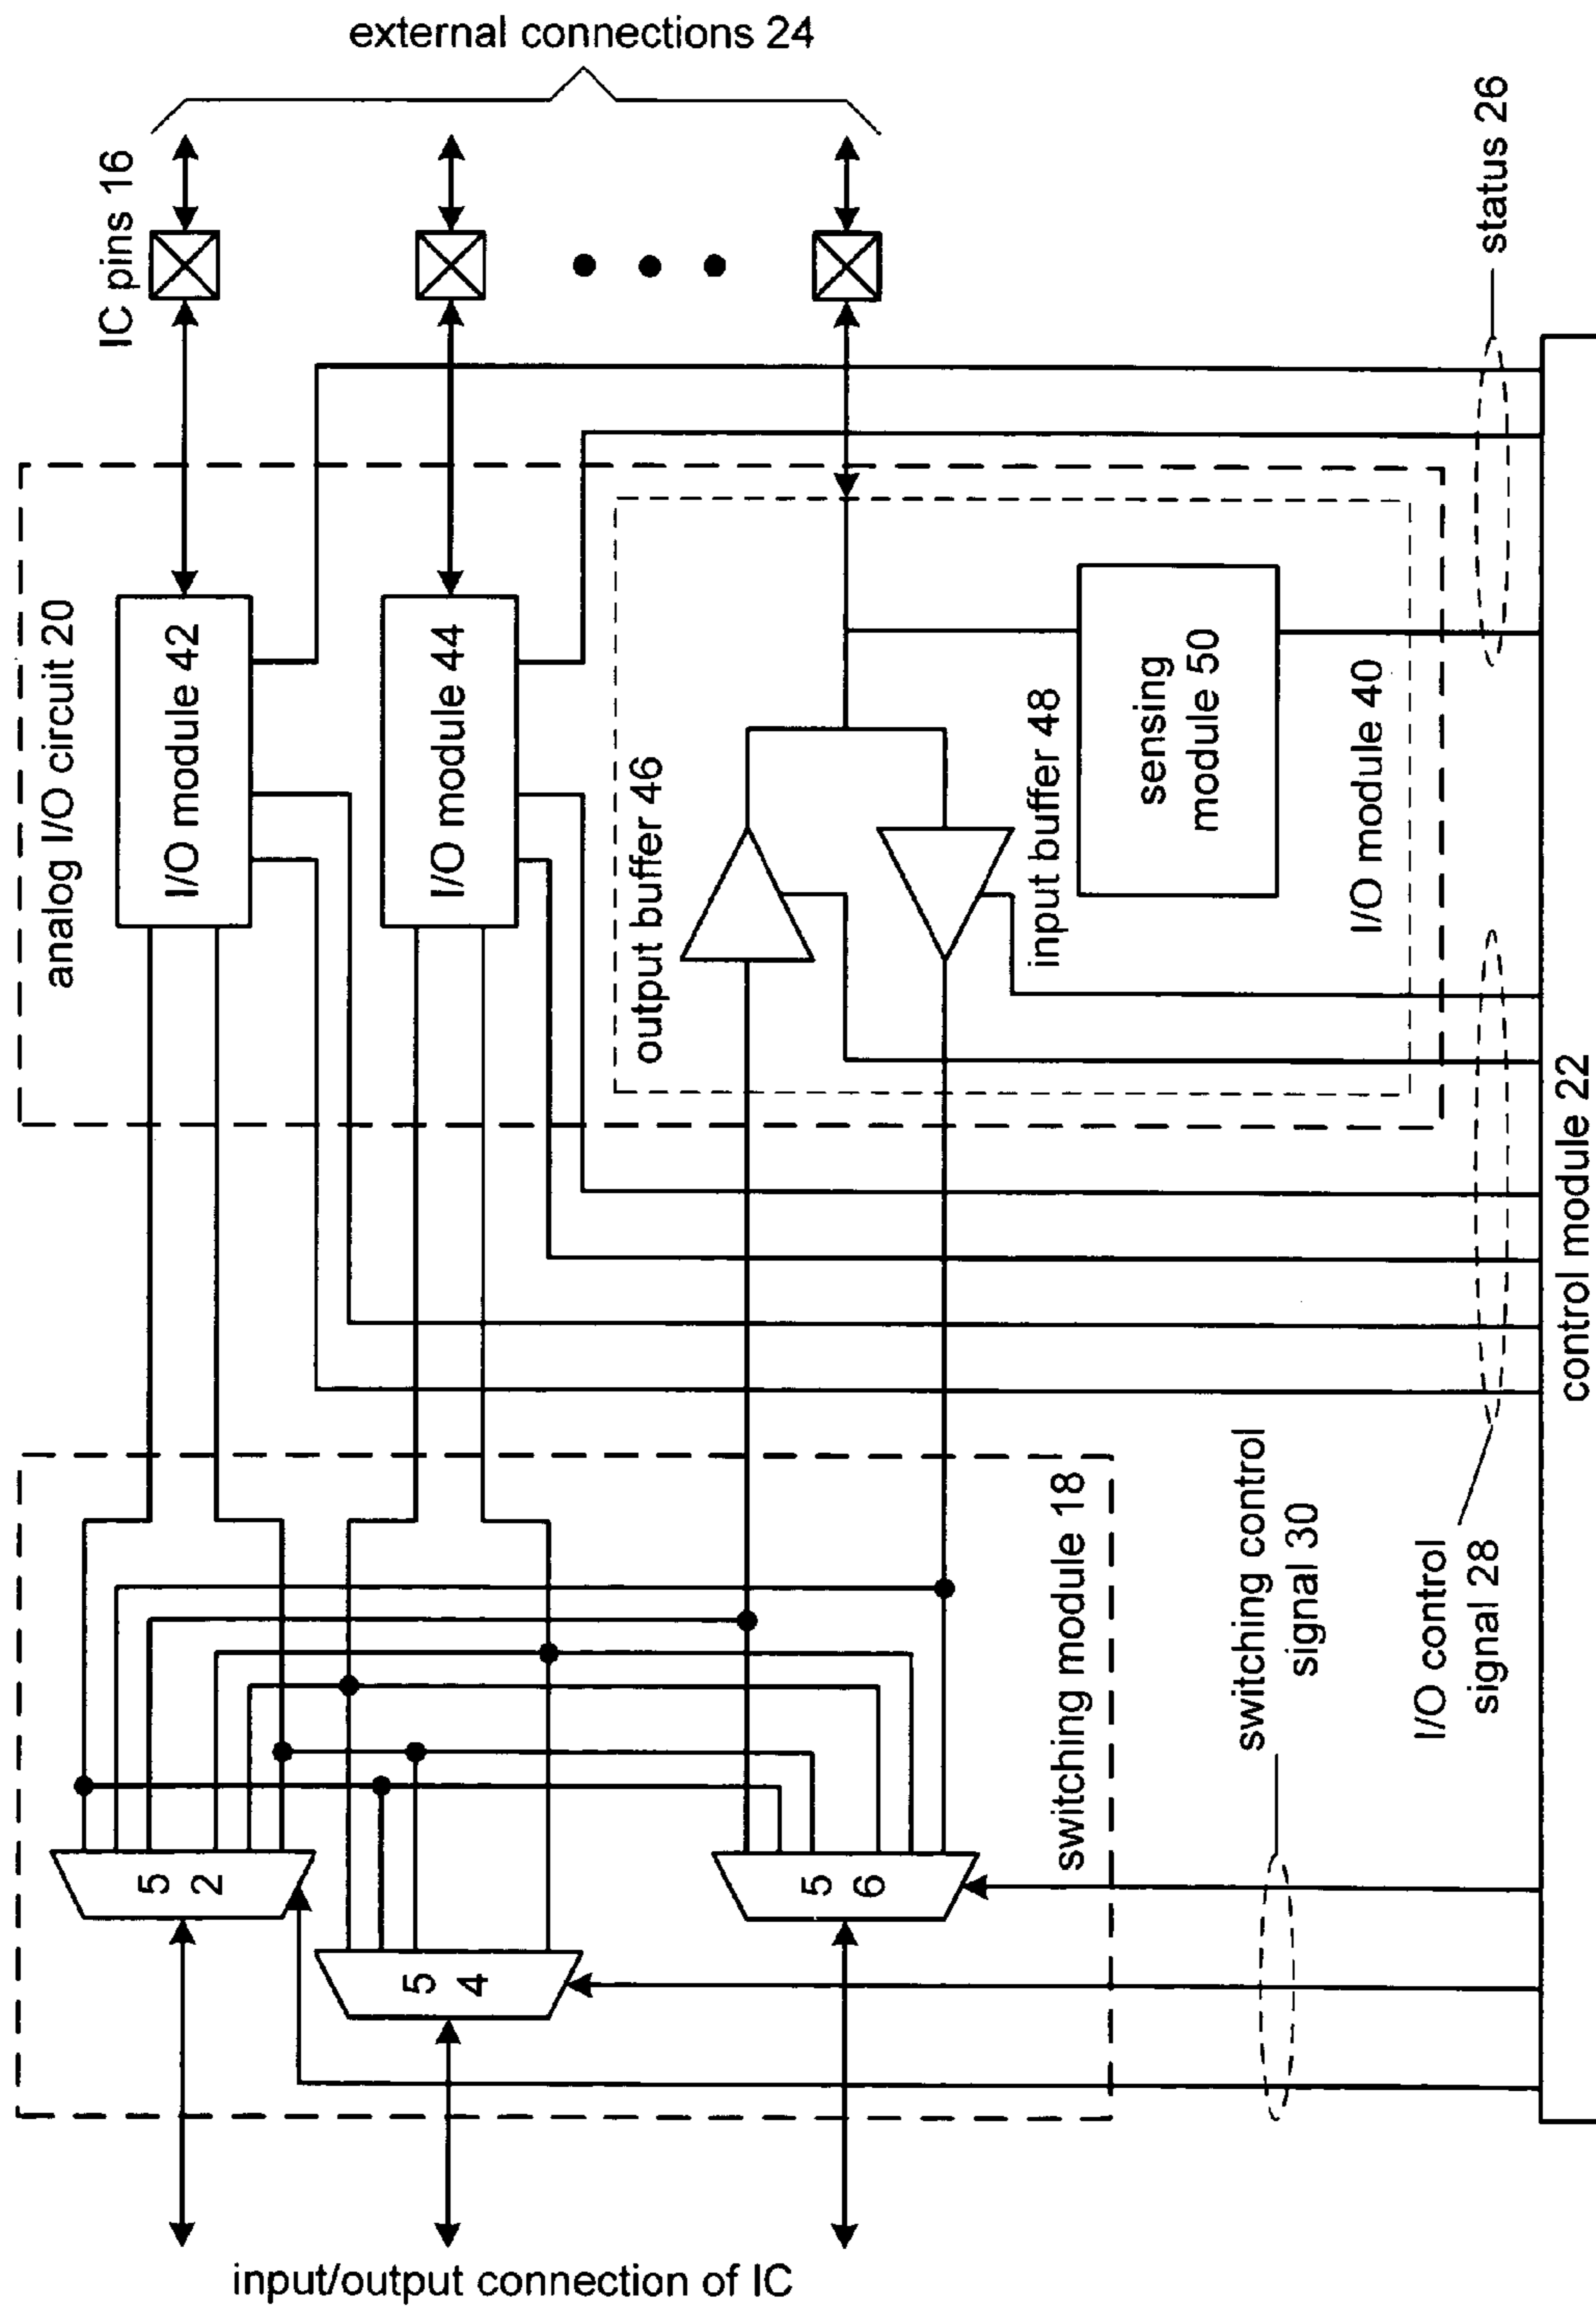 external connections 24
IC pins 16
status 26
analog I/O circuit 20
I/O module 42
I/O module 44
output buffer 46
input buffer 48
sensing
module 50
I/O module 40
control module 22
switching module 18
switching control
signal 30
I/O control
signal 28
5
2
5
4
5
6
input/output connection of IC